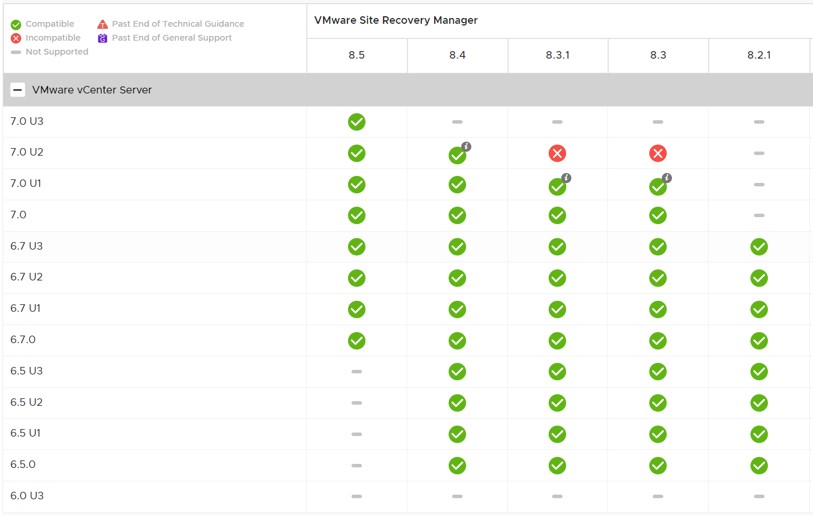 Compatible Past End of Technical Guidance
Incompatible Past End of General Support
Not Supported
VMware Site Recovery Manager
8.5 8.4 8.3.1 8.3 8.2.1
VMware vCenter Server
7.0 U3
7.0 U2
7.0 U1
7.0
6.7 U3
6.7 U2
6.7 U1
6.7.0
6.5 U3
6.5 U2
6.5 U1
6.5.0
6.0 U3